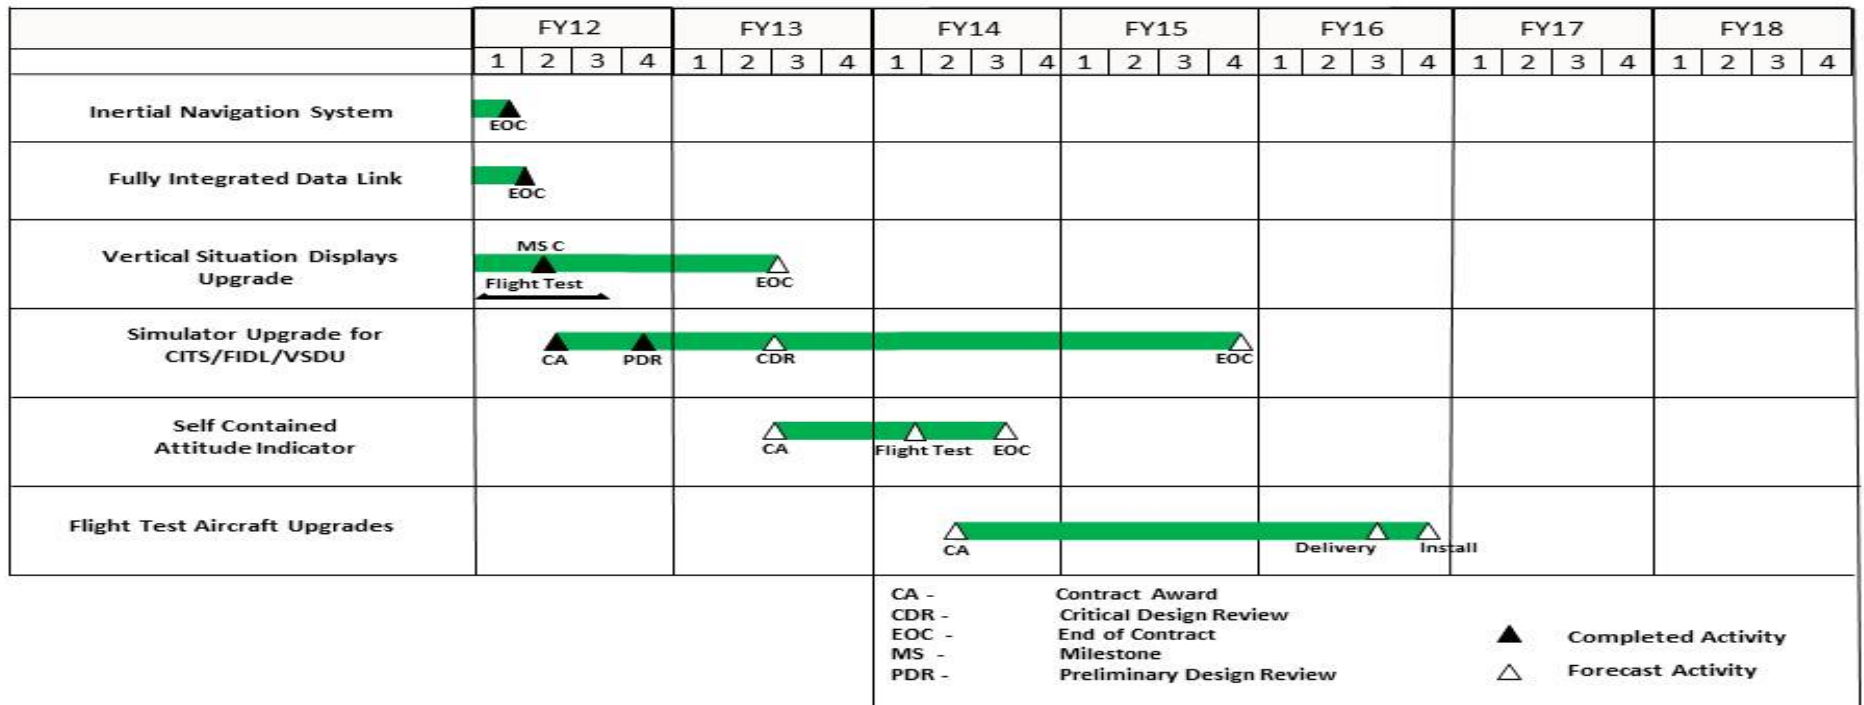 FY12 FY13 FY14 FY15 FY16 FY17 FY18
1 2 3 4 1 2 3 4 1 2 3 4 1 2 3 4 1 2 3 4 1 2 3 4 1 2 3 4
Inertial Navigation System
EOC
Fully Integrated Data Link
EOC
Vertical Situation Displays
Upgrade
MS C
Flight Test
EOC
Simulator Upgrade for
CITS/FIDL/VSDU
CA PDR CDR EOC
Self Contained
Attitude Indicator
CA Flight Test EOC
Flight Test Aircraft Upgrades
CA Delivery Install
CA - Contract Award
CDR - Critical Design Review
EOC - End of Contract
MS - Milestone
PDR - Preliminary Design Review
Completed Activity
Forecast Activity